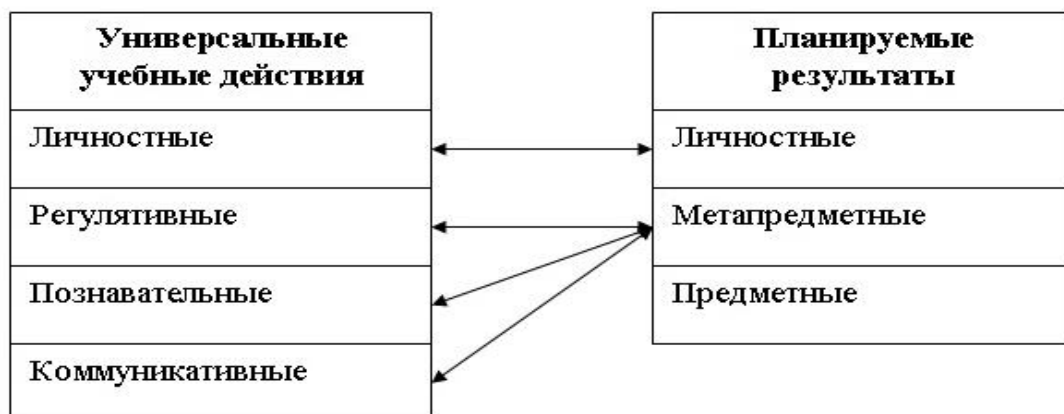 Универсальные
учебные действия
Личностные
Регулятивные
Познавательные
Коммуникативные
Планируемые
результаты
Личностные
Метапредметные
Предметные